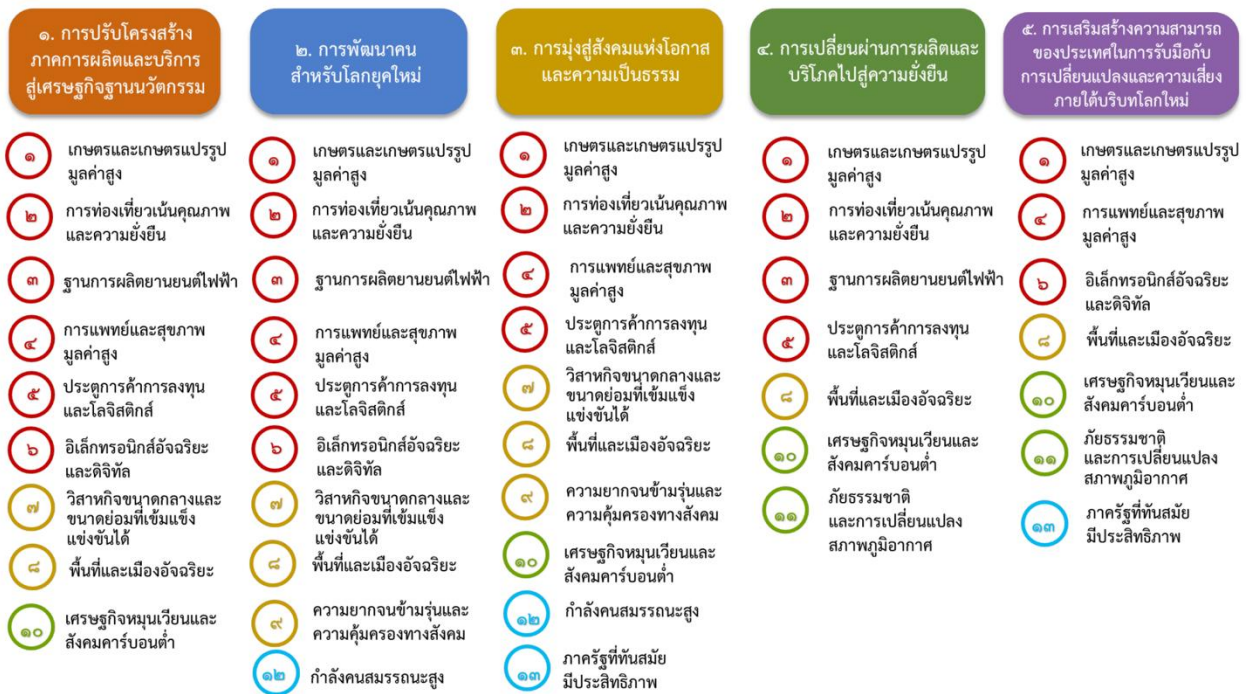 ๑. การปรับโครงสร้าง
ภาคการผลิตและบริการ
สู่เศรษฐกิจฐานนวัตกรรม
๑
เกษตรและเกษตรแปรรูป
มูลค่าสูง
๒
การท่องเที่ยวเน้นคุณภาพ
และความยั่งยืน
๓
ฐานการผลิตยานยนต์ไฟฟ้า
๔
การแพทย์และสุขภาพ
มูลค่าสูง
๕
ประตูการค้าการลงทุน
และโลจิสติกส์
๖
อิเล็กทรอนิกส์อัจฉริยะ
และดิจิทัล
๗
วิสาหกิจขนาดกลางและ
ขนาดย่อมที่เข้มแข็ง
แข่งขันได้
๘
พื้นที่และเมืองอัจฉริยะ
๑๐
เศรษฐกิจหมุนเวียนและ
สังคมคาร์บอนต่ำ
๒. การพัฒนาคน
สำหรับโลกยุคใหม่
๑
เกษตรและเกษตรแปรรูป
มูลค่าสูง
๒
การท่องเที่ยวเน้นคุณภาพ
และความยั่งยืน
๓
ฐานการผลิตยานยนต์ไฟฟ้า
๔
การแพทย์และสุขภาพ
มูลค่าสูง
๕
ประตูการค้าการลงทุน
และโลจิสติกส์
๖
อิเล็กทรอนิกส์อัจฉริยะ
และดิจิทัล
๗
วิสาหกิจขนาดกลางและ
ขนาดย่อมที่เข้มแข็ง
แข่งขันได้
๘
พื้นที่และเมืองอัจฉริยะ
๙
ความยากจนข้ามรุ่นและ
ความคุ้มครองทางสังคม
๑๒
กำลังคนสมรรถนะสูง
๓. การมุ่งสู่สังคมแห่งโอกาส
และความเป็นธรรม
๑
เกษตรและเกษตรแปรรูป
มูลค่าสูง
๒
การท่องเที่ยวเน้นคุณภาพ
และความยั่งยืน
๔
การแพทย์และสุขภาพ
มูลค่าสูง
๕
ประตูการค้าการลงทุน
และโลจิสติกส์
๗
วิสาหกิจขนาดกลางและ
ขนาดย่อมที่เข้มแข็ง
แข่งขันได้
๘
พื้นที่และเมืองอัจฉริยะ
๙
ความยากจนข้ามรุ่นและ
ความคุ้มครองทางสังคม
๑๐
เศรษฐกิจหมุนเวียนและ
สังคมคาร์บอนต่ำ
๑๒
กำลังคนสมรรถนะสูง
๑๓
ภาครัฐที่ทันสมัย
มีประสิทธิภาพ
๔. การเปลี่ยนผ่านการผลิตและ
บริโภคไปสู่ความยั่งยืน
๑
เกษตรและเกษตรแปรรูป
มูลค่าสูง
๒
การท่องเที่ยวเน้นคุณภาพ
และความยั่งยืน
๓
ฐานการผลิตยานยนต์ไฟฟ้า
๕
ประตูการค้าการลงทุน
และโลจิสติกส์
๘
พื้นที่และเมืองอัจฉริยะ
๑๐
เศรษฐกิจหมุนเวียนและ
สังคมคาร์บอนต่ำ
๑๑
ภัยธรรมชาติ
และการเปลี่ยนแปลง
สภาพภูมิอากาศ
๕. การเสริมสร้างความสามารถ
ของประเทศในการรับมือกับ
การเปลี่ยนแปลงและความเสี่ยง
ภายใต้บริบทโลกใหม่
๑
เกษตรและเกษตรแปรรูป
มูลค่าสูง
๔
การแพทย์และสุขภาพ
มูลค่าสูง
๖
อิเล็กทรอนิกส์อัจฉริยะ
และดิจิทัล
๘
พื้นที่และเมืองอัจฉริยะ
๑๐
เศรษฐกิจหมุนเวียนและ
สังคมคาร์บอนต่ำ
๑๑
ภัยธรรมชาติ
และการเปลี่ยนแปลง
สภาพภูมิอากาศ
๑๓
ภาครัฐที่ทันสมัย
มีประสิทธิภาพ